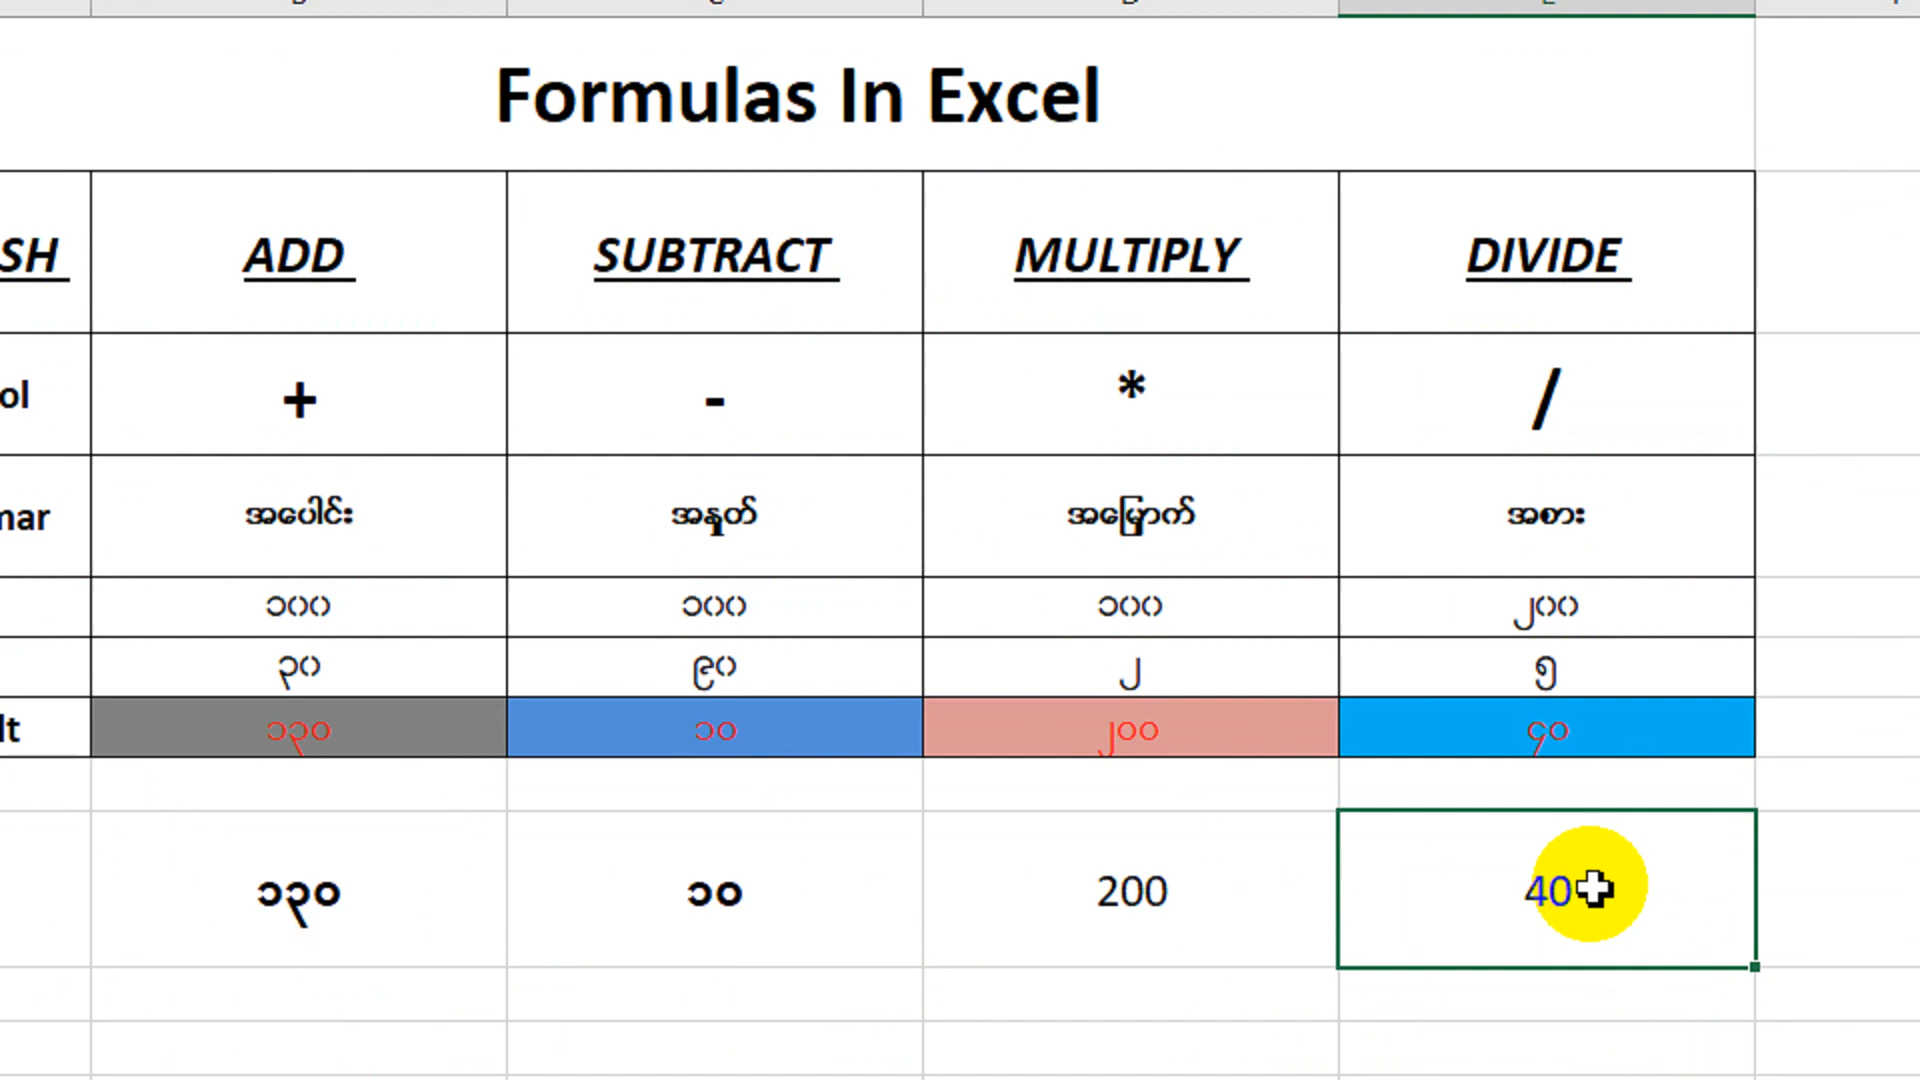 Formulas In Excel
SH ADD SUBTRACT MULTIPLY DIVIDE
ol + - * /
mar အပေါင်း အနှုတ် အမြှောက် အစား
၁၀၀ ၁၀၀ ၁၀၀ ၂၀၀
၃၀ ၉၀ ၂ ၅
lt ၁၃၀ ၁၀ ၂၀၀ ၄၀
၁၃၀ ၁၀ 200 40